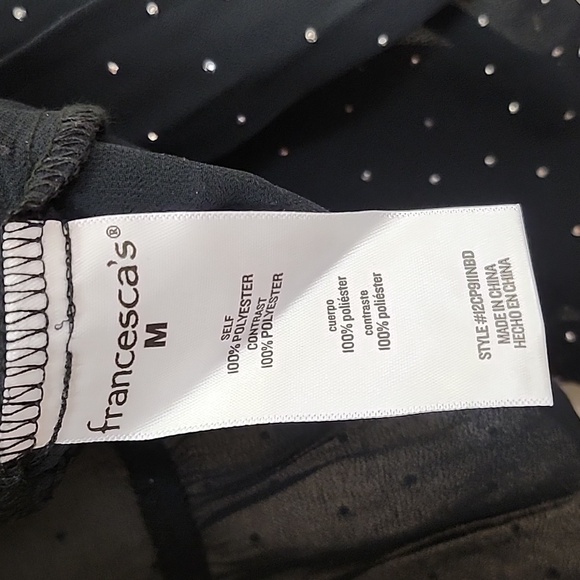 francesca's®
M
SELF
100% POLYESTER
CONTRAST
100% POLYESTER
cuerpo
100% poliéster
contraste
100% poliéster
STYLE #12CP911NBD
MADE IN CHINA
HECHO EN CHINA